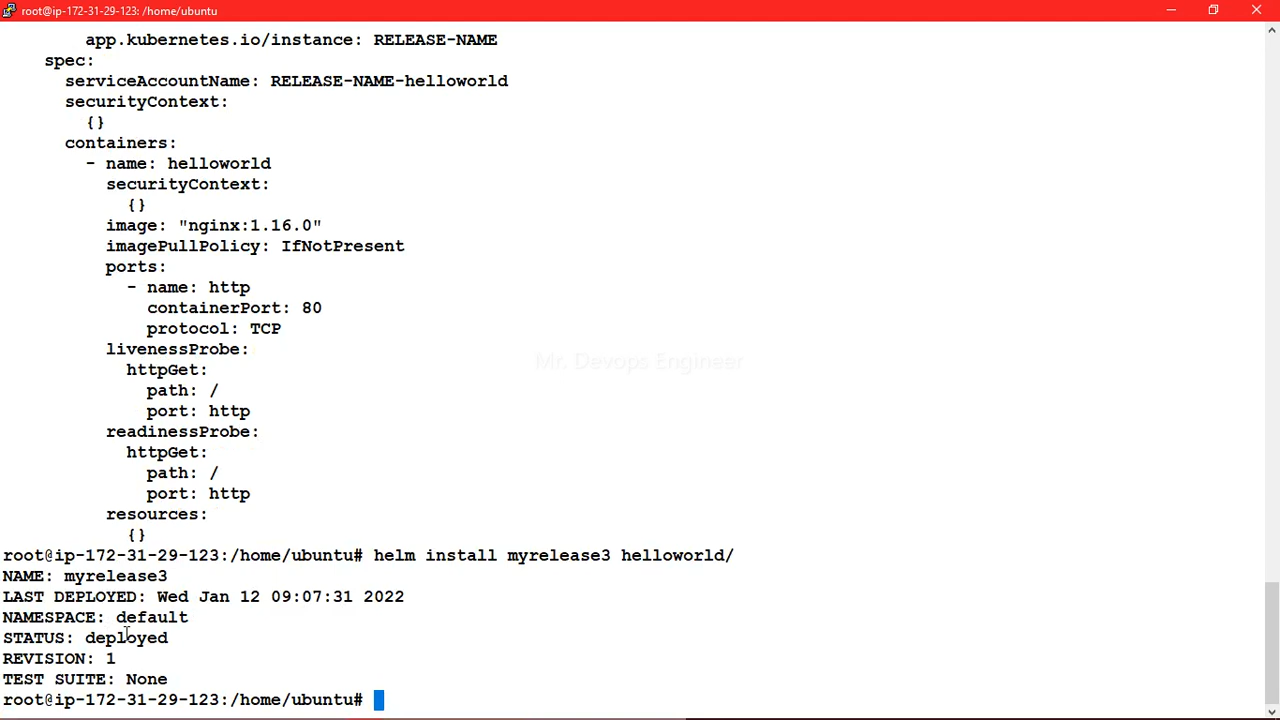 root@ip-172-31-29-123: /home/ubuntu
app.kubernetes.io/instance: RELEASE-NAME
spec:
serviceAccountName: RELEASE-NAME-helloworld
securityContext:
{}
containers:
- name: helloworld
securityContext:
{}
image: "nginx:1.16.0"
imagePullPolicy: IfNotPresent
ports:
- name: http
containerPort: 80
protocol: TCP
livenessProbe:
httpGet:
path: /
port: http
readinessProbe:
httpGet:
path: /
port: http
resources:
{}
Mr. Devops Engineer
root@ip-172-31-29-123:/home/ubuntu# helm install myrelease3 helloworld/
NAME: myrelease3
LAST DEPLOYED: Wed Jan 12 09:07:31 2022
NAMESPACE: default
STATUS: deployed
REVISION: 1
TEST SUITE: None
root@ip-172-31-29-123:/home/ubuntu#